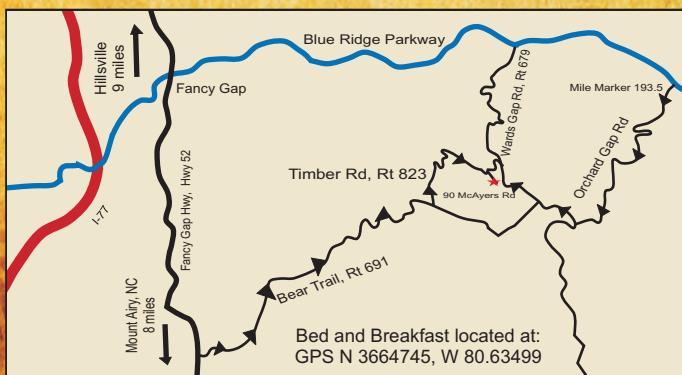 Hillsville
9 miles
Blue Ridge Parkway
Fancy Gap
Wards Gap Rd, Rt 679
Mile Marker 193.5
Orchard Gap Rd
Timber Rd, Rt 823
90 McAyers Rd
I-77
Fancy Gap Hwy, Hwy 52
Bear Trail, Rt 691
Mount Airy, NC
8 miles
Bed and Breakfast located at:
GPS N 3664745, W 80.63499